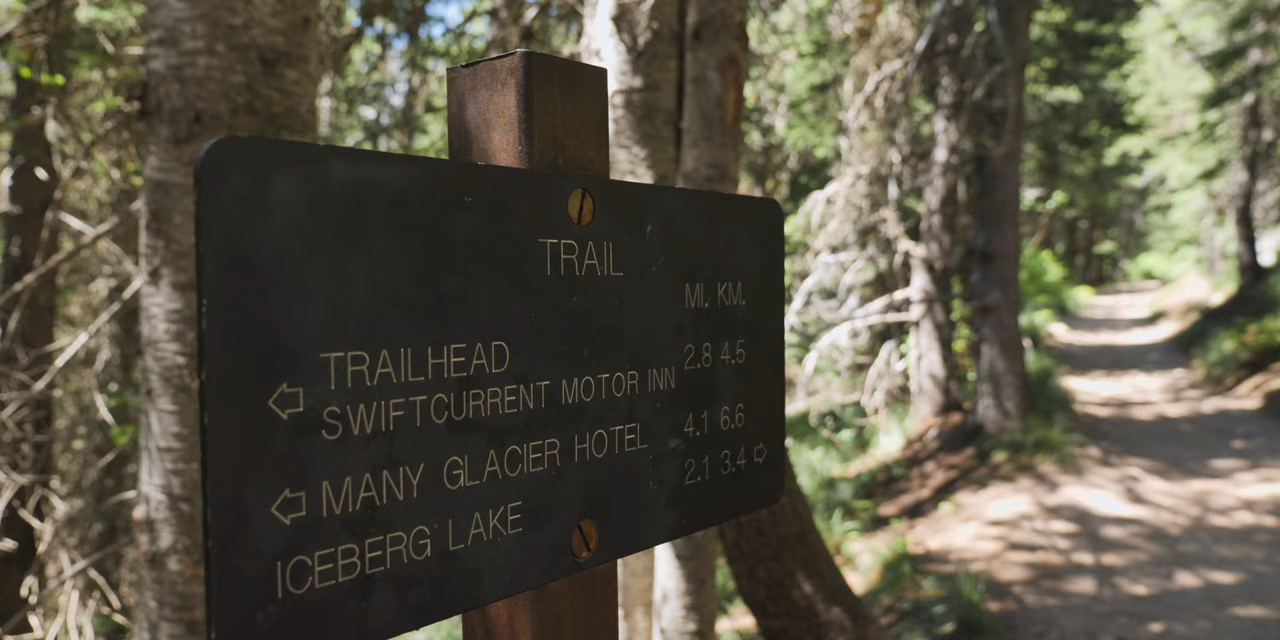 TRAIL
MI. KM.
TRAILHEAD
SWIFTCURRENT MOTOR INN 2.8 4.5
MANY GLACIER HOTEL 4.1 6.6
ICEBERG LAKE 2.1 3.4